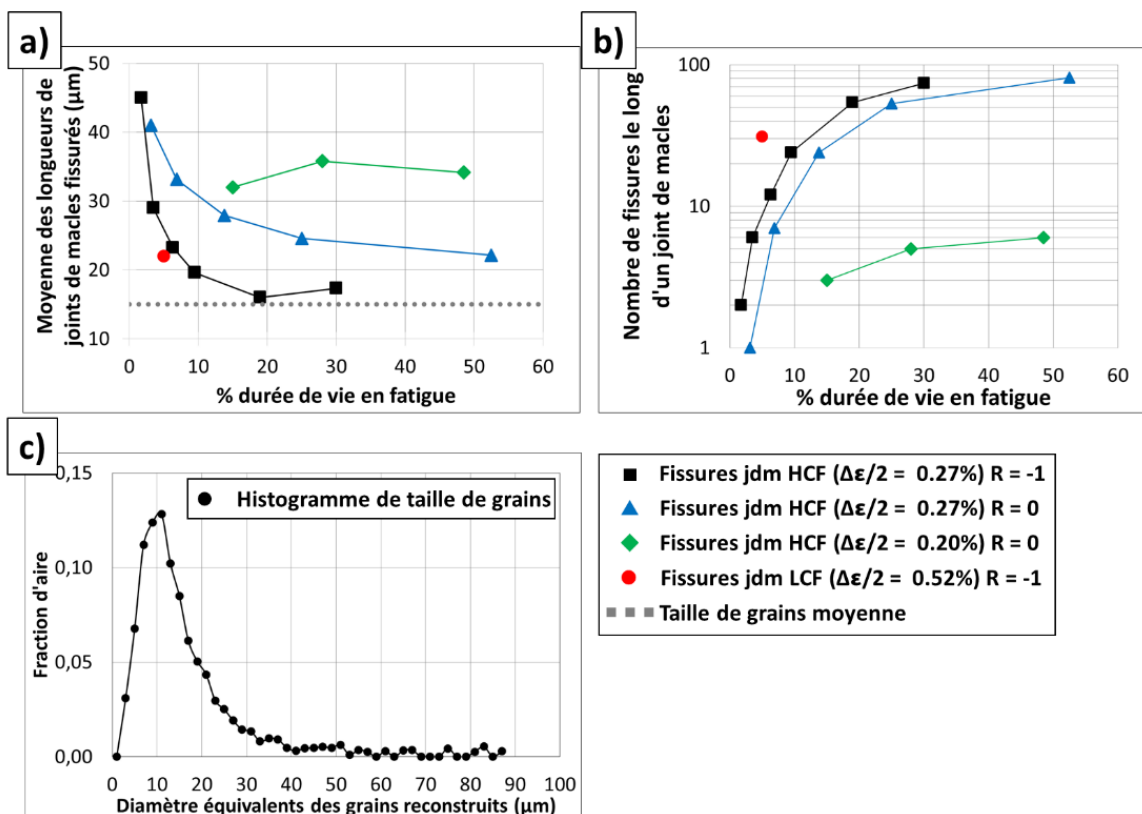 a)
Moyenne des longueurs de
joints de macles fissurés (µm)
50
40
30
20
10
0 10 20 30 40 50 60
% durée de vie en fatigue
b)
Nombre de fissures le long
d'un joint de macles
100
10
1
0 10 20 30 40 50 60
% durée de vie en fatigue
c)
Fraction d'aire
0,15
0,10
0,05
0,00
Histogramme de taille de grains
0 10 20 30 40 50 60 70 80 90 100
Diamètre équivalents des grains reconstruits (µm)
Fissures jdm HCF (Δε/2 = 0.27%) R = -1
Fissures jdm HCF (Δε/2 = 0.27%) R = 0
Fissures jdm HCF (Δε/2 = 0.20%) R = 0
Fissures jdm LCF (Δε/2 = 0.52%) R = -1
Taille de grains moyenne